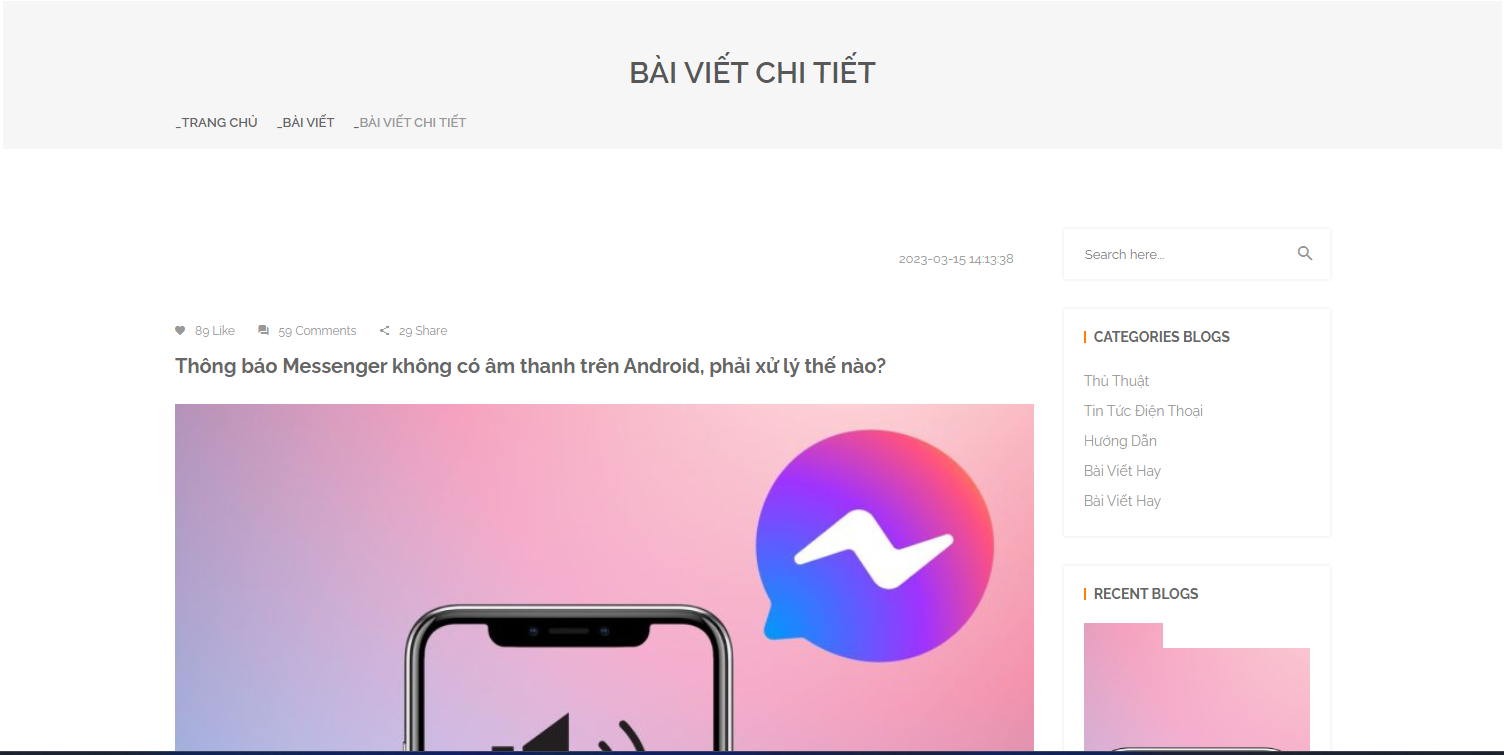 BÀI VIẾT CHI TIẾT
_TRANG CHỦ _BÀI VIẾT _BÀI VIẾT CHI TIẾT
2023-03-15 14:13:38
89 Like 59 Comments 29 Share
Thông báo Messenger không có âm thanh trên Android, phải xử lý thế nào?
Search here...
CATEGORIES BLOGS
Thủ Thuật
Tin Tức Điện Thoại
Hướng Dẫn
Bài Viết Hay
Bài Viết Hay
RECENT BLOGS